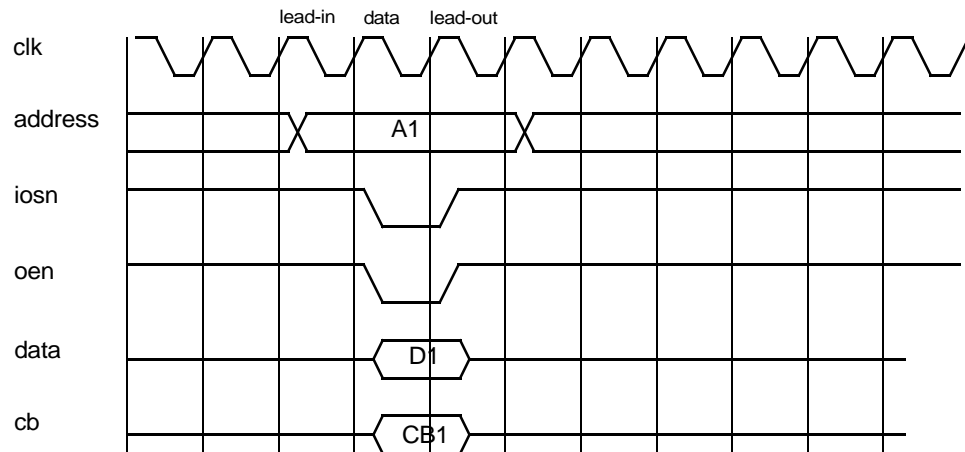 lead-in data lead-out
clk
address
A1
iosn
oen
data
D1
cb
CB1